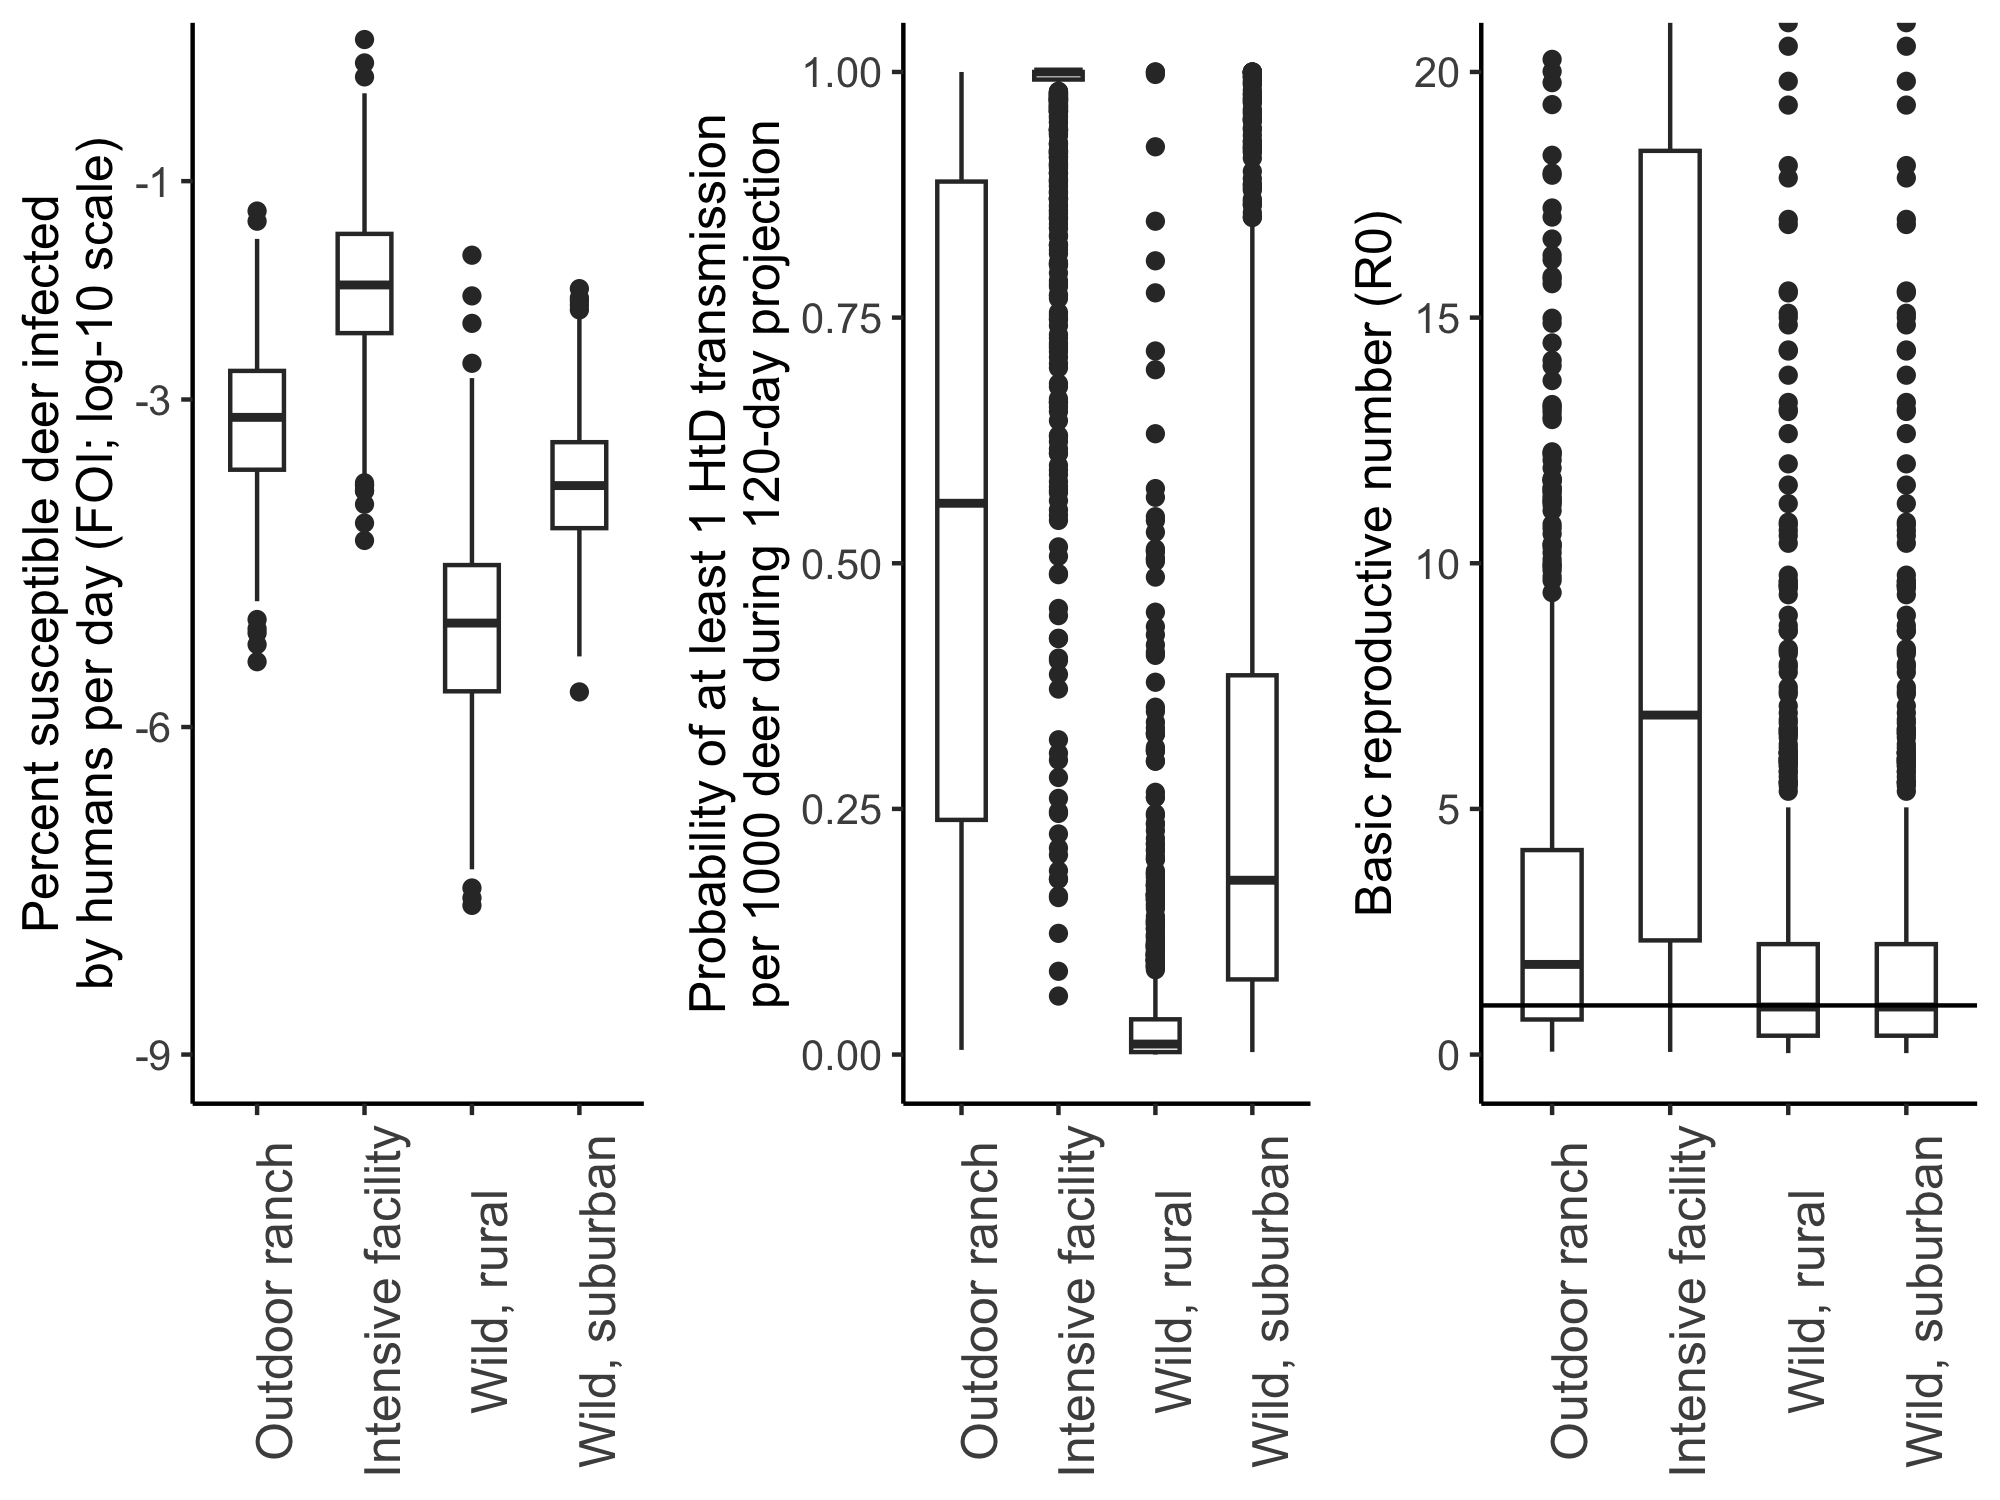 Percent susceptible deer infected
by humans per day (FOI; log-10 scale)
-1
-3
-6
-9
Outdoor ranch
Intensive facility
Wild, rural
Wild, suburban
Probability of at least 1 HtD transmission
per 1000 deer during 120-day projection
1.00
0.75
0.50
0.25
0.00
Outdoor ranch
Intensive facility
Wild, rural
Wild, suburban
Basic reproductive number (R0)
20
15
10
5
0
Outdoor ranch
Intensive facility
Wild, rural
Wild, suburban